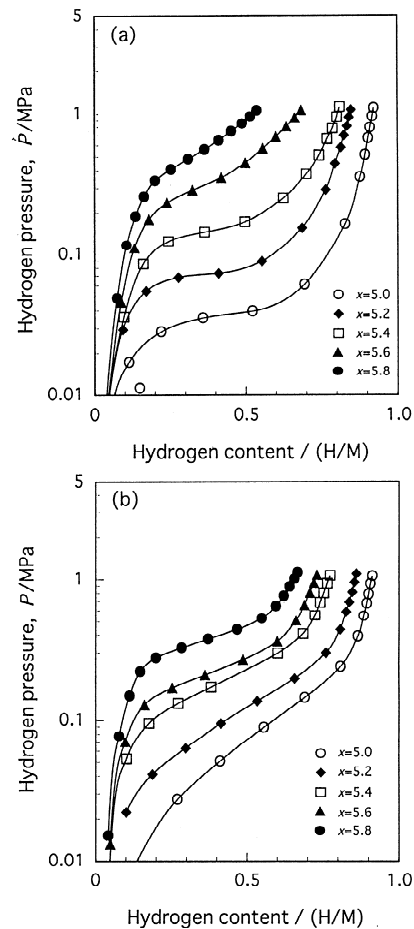 (a)
5
1
0.1
0.01
Hydrogen pressure, P/MPa
x=5.0
x=5.2
x=5.4
x=5.6
x=5.8
0 0.5 1.0
Hydrogen content / (H/M)
(b)
5
1
0.1
0.01
Hydrogen pressure, P/MPa
x=5.0
x=5.2
x=5.4
x=5.6
x=5.8
0 0.5 1.0
Hydrogen content / (H/M)